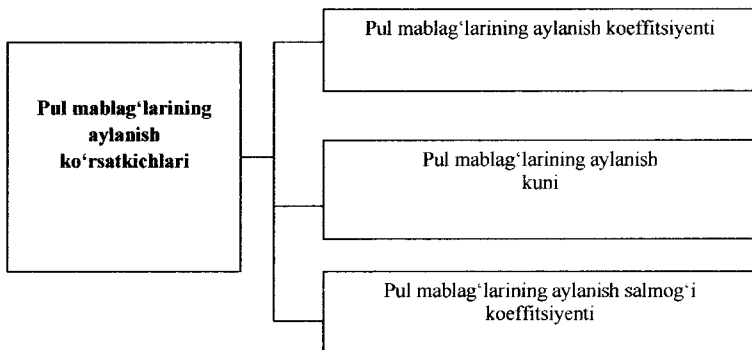 Pul mablag‘larining aylanish koeffitsiyenti
Pul mablag‘larining
aylanish
ko‘rsatkichlari
Pul mablag‘larining aylanish
kuni
Pul mablag‘larining aylanish salmog‘i
koeffitsiyenti